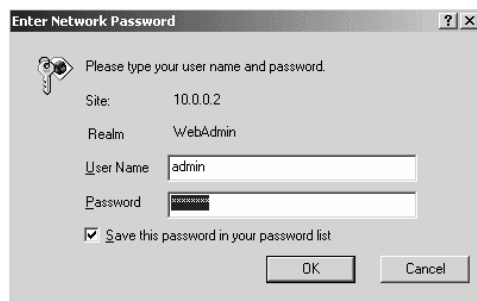 Enter Network Password
Please type your user name and password.
Site: 10.0.0.2
Realm WebAdmin
User Name admin
Password xxxxxxxx
Save this password in your password list
OK Cancel